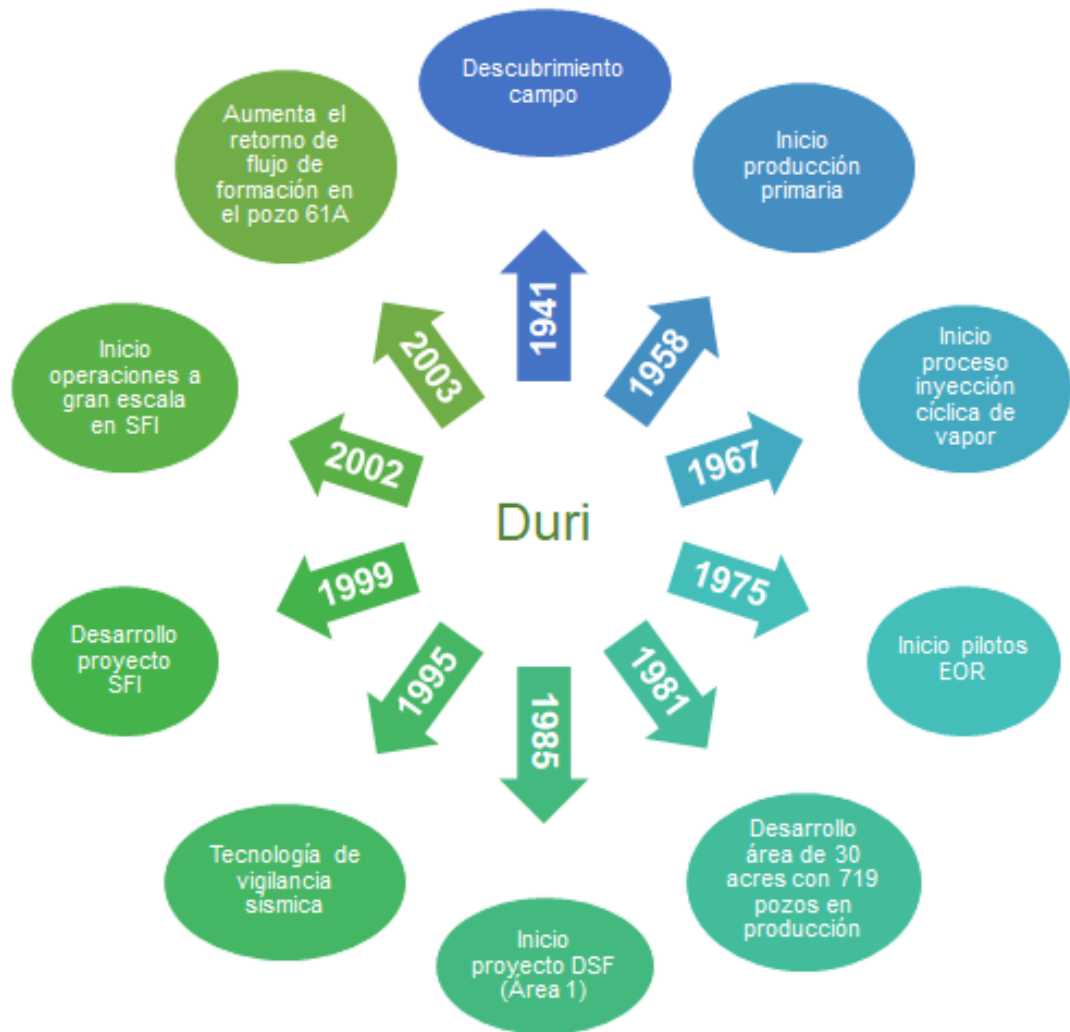 Descubrimiento
campo
1941
Inicio
producción
primaria
1958
Inicio
proceso
inyección
cíclica de
vapor
1967
Inicio pilotos
EOR
1975
Desarrollo
área de 30
acres con 719
pozos en
producción
1981
Inicio
proyecto DSF
(Área 1)
1985
Tecnología de
vigilancia
sísmica
1995
Desarrollo
proyecto
SFI
1999
Inicio
operaciones a
gran escala
en SFI
2002
Aumenta el
retorno de
flujo de
formación en
el pozo 61A
2003
Duri